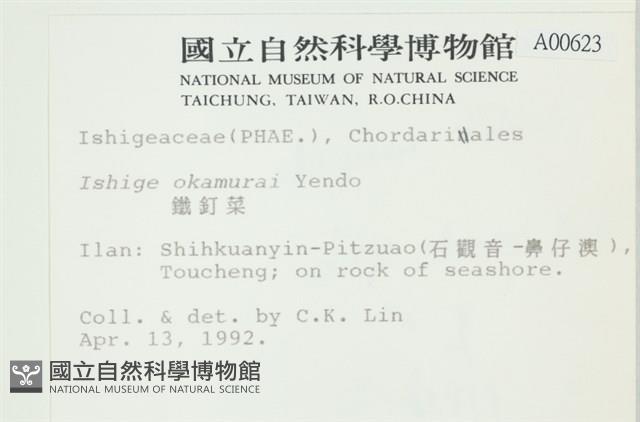 國立自然科學博物館 A00623
NATIONAL MUSEUM OF NATURAL SCIENCE
TAICHUNG, TAIWAN, R.O.CHINA
Ishigeaceae(PHAE.), Chordariales
Ishige okamurai Yendo
鐵釘菜
Ilan: Shihkuanyin-Pitzuao(石觀音-鼻仔澳),
Toucheng; on rock of seashore.
Coll. & det. by C.K. Lin
Apr. 13, 1992.
國立自然科學博物館
NATIONAL MUSEUM OF NATURAL SCIENCE